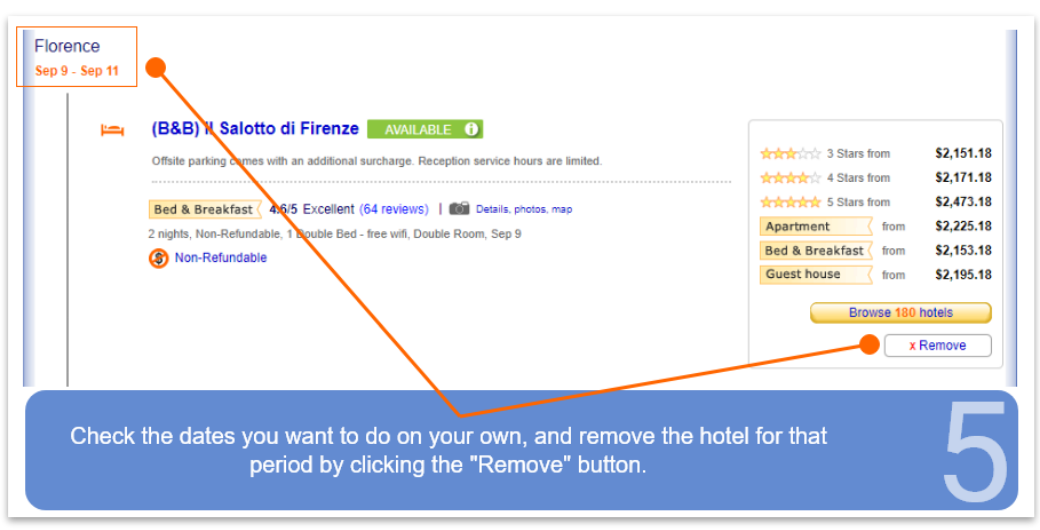 Florence
Sep 9 - Sep 11
(B&B) Il Salotto di Firenze AVAILABLE i
Offsite parking comes with an additional surcharge. Reception service hours are limited.
Bed & Breakfast 4.6/5 Excellent (64 reviews) | Details, photos, map
2 nights, Non-Refundable, 1 Double Bed - free wifi, Double Room, Sep 9
$ Non-Refundable
3 Stars from $2,151.18
4 Stars from $2,171.18
5 Stars from $2,473.18
Apartment from $2,225.18
Bed & Breakfast from $2,153.18
Guest house from $2,195.18
Browse 180 hotels
x Remove
Check the dates you want to do on your own, and remove the hotel for that
period by clicking the "Remove" button.
5